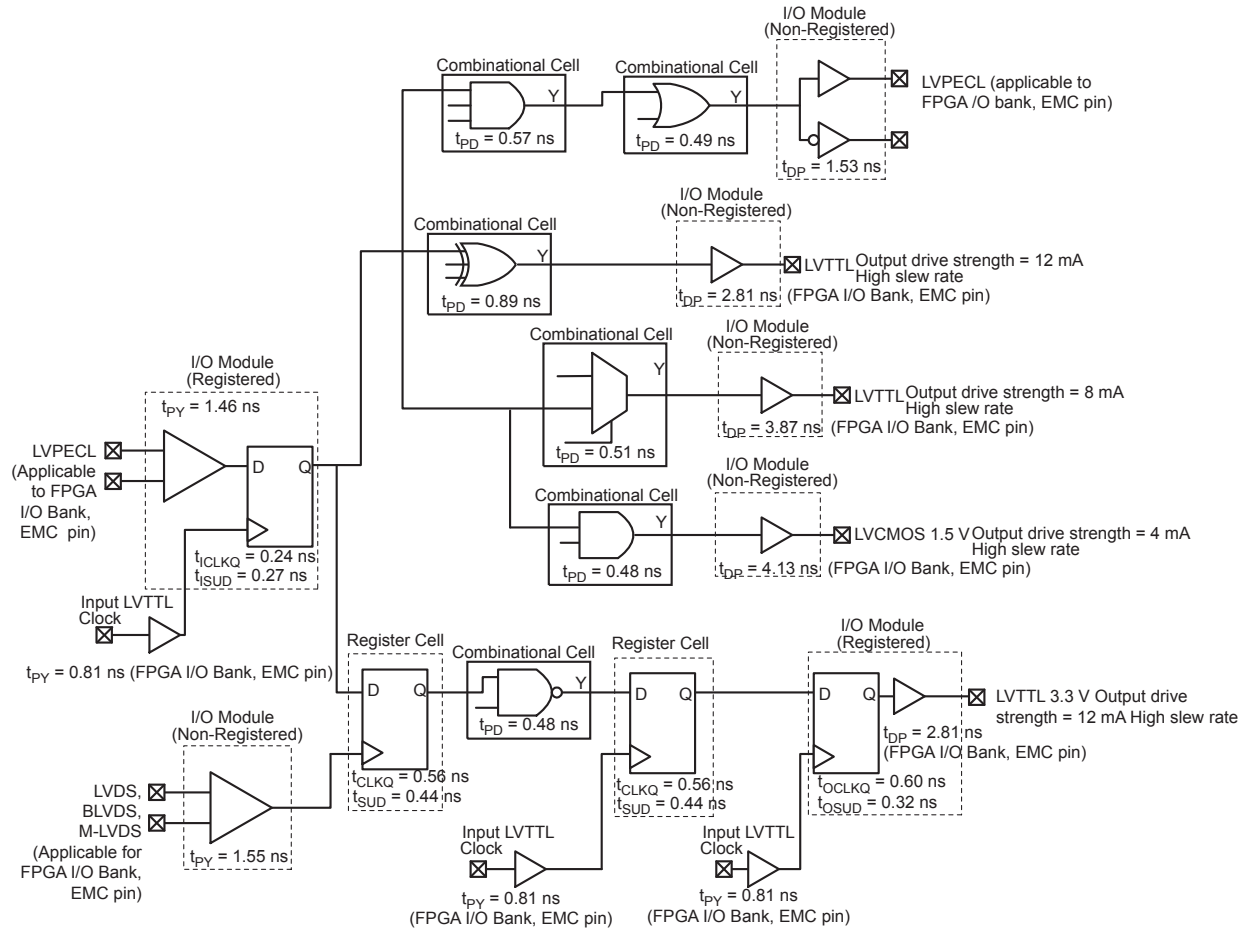 I/O Module
(Non-Registered)
Combinational Cell
Y
tPD = 0.57 ns
Combinational Cell
Y
tPD = 0.49 ns
tDP = 1.53 ns
LVPECL (applicable to
FPGA /O bank, EMC pin)
I/O Module
(Non-Registered)
Combinational Cell
Y
tPD = 0.89 ns
tDP = 2.81 ns
LVTTL Output drive strength = 12 mA
High slew rate
(FPGA I/O Bank, EMC pin)
I/O Module
(Non-Registered)
Combinational Cell
Y
tPD = 0.51 ns
tDP = 3.87 ns
LVTTL Output drive strength = 8 mA
High slew rate
(FPGA I/O Bank, EMC pin)
I/O Module
(Registered)
tPY = 1.46 ns
LVPECL
(Applicable
to FPGA
I/O Bank,
EMC pin)
D Q
tICLKQ = 0.24 ns
tISUD = 0.27 ns
I/O Module
(Non-Registered)
Combinational Cell
Y
tPD = 0.48 ns
tDP = 4.13 ns
LVCMOS 1.5 V Output drive strength = 4 mA
High slew rate
(FPGA I/O Bank, EMC pin)
Input LVTTL
Clock
tPY = 0.81 ns (FPGA I/O Bank, EMC pin)
Register Cell
D Q
tCLKQ = 0.56 ns
tSUD = 0.44 ns
Combinational Cell
Y
tPD = 0.48 ns
Register Cell
D Q
tCLKQ = 0.56 ns
tSUD = 0.44 ns
I/O Module
(Registered)
D Q
tDP = 2.81 ns
(FPGA I/O Bank, EMC pin)
tOCLKQ = 0.60 ns
tOSUD = 0.32 ns
LVTTL 3.3 V Output drive
strength = 12 mA High slew rate
I/O Module
(Non-Registered)
LVDS,
BLVDS,
M-LVDS
(Applicable for
FPGA I/O Bank,
EMC pin)
tPY = 1.55 ns
Input LVTTL
Clock
tPY = 0.81 ns
(FPGA I/O Bank, EMC pin)
Input LVTTL
Clock
tPY = 0.81 ns
(FPGA I/O Bank, EMC pin)